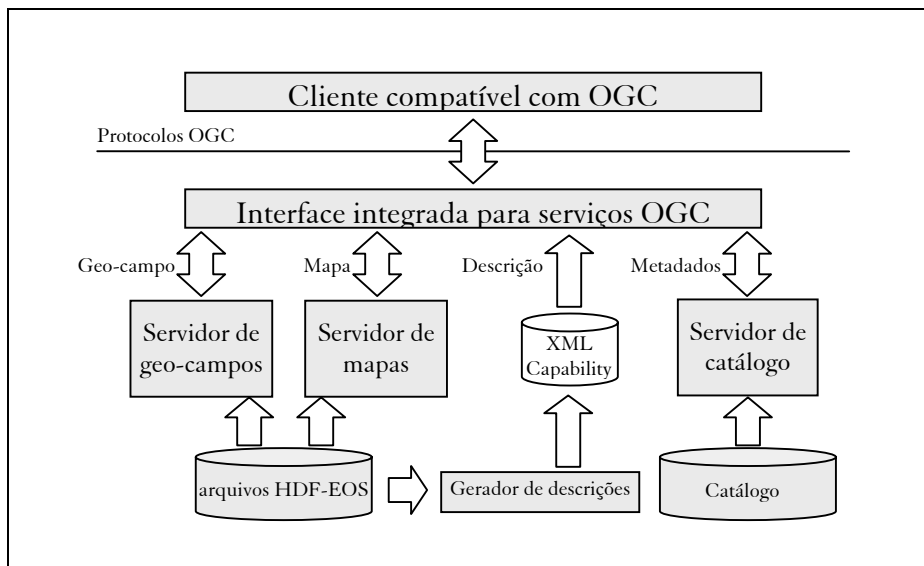 Cliente compatível com OGC
Protocolos OGC
Interface integrada para serviços OGC
Geo-campo
Mapa
Descrição
Metadados
Servidor de
geo-campos
Servidor de
mapas
XML
Capability
Servidor de
catálogo
arquivos HDF-EOS
Gerador de descrições
Catálogo